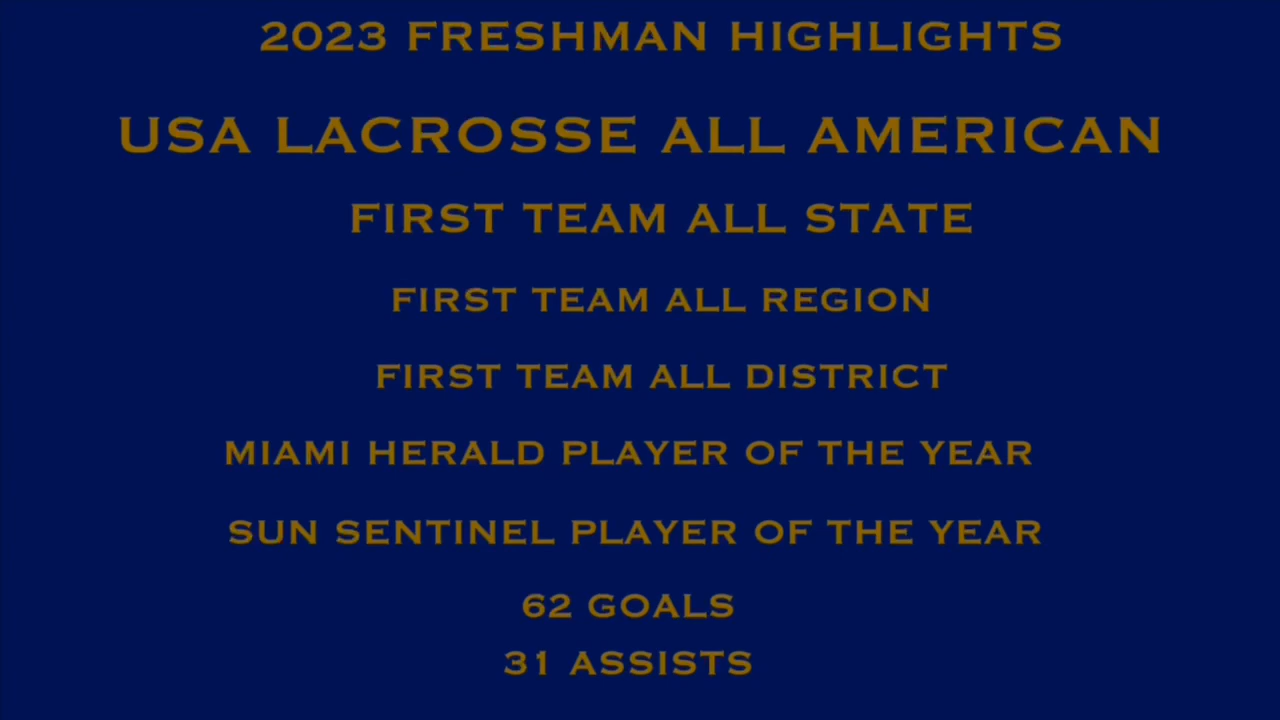 2023 FRESHMAN HIGHLIGHTS
USA LACROSSE ALL AMERICAN
FIRST TEAM ALL STATE
FIRST TEAM ALL REGION
FIRST TEAM ALL DISTRICT
MIAMI HERALD PLAYER OF THE YEAR
SUN SENTINEL PLAYER OF THE YEAR
62 GOALS
31 ASSISTS